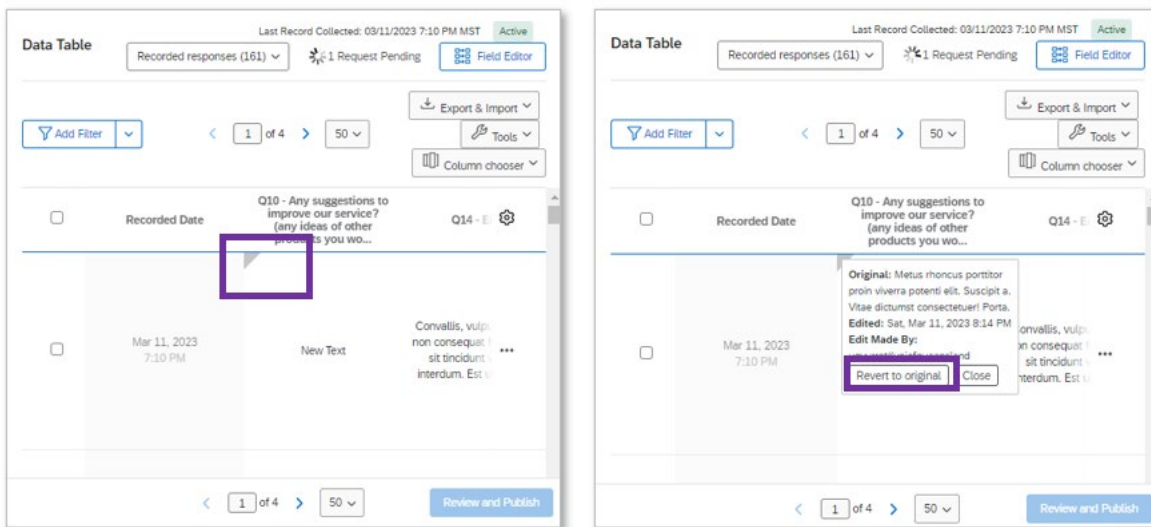 Last Record Collected: 03/11/2023 7:10 PM MST Active
Data Table
Recorded responses (161) 1 Request Pending Field Editor
Export & Import
Add Filter 1 of 4 50 Tools
Column chooser
Recorded Date
Q10 - Any suggestions to
improve our service?
(any ideas of other
products you wo...
Q14 - E
Mar 11, 2023
7:10 PM
New Text
Convallis,
non consequat
sit tincidunt
interdum. Est
1 of 4 50 Review and Publish
Last Record Collected: 03/11/2023 7:10 PM MST Active
Data Table
Recorded responses (161) 1 Request Pending Field Editor
Export & Import
Add Filter 1 of 4 50 Tools
Column chooser
Recorded Date
Q10 - Any suggestions to
improve our service?
(any ideas of other
products you wo...
Q14 - E
Original: Metus rhoncus porttitor
proin viverra potenti elit. Suscipit a.
Vitae dictumst consectetuer! Porta.
Edited: Sat, Mar 11, 2023 8:14 PM
Edit Made By:
Revert to original Close
Mar 11, 2023
7:10 PM
consequat
sit tincidunt
Est
1 of 4 50 Review and Publish